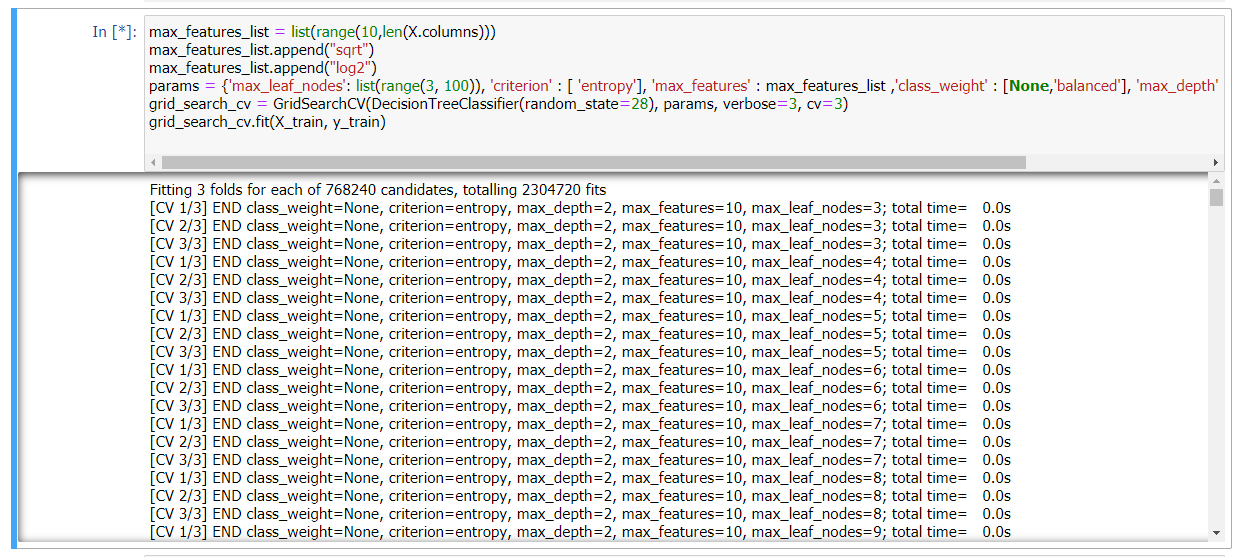 In [*]:
max_features_list = list(range(10,len(X.columns)))
max_features_list.append("sqrt")
max_features_list.append("log2")
params = {'max_leaf_nodes': list(range(3, 100)), 'criterion' : [ 'entropy'], 'max_features' : max_features_list ,'class_weight' : [None,'balanced'], 'max_depth'
grid_search_cv = GridSearchCV(DecisionTreeClassifier(random_state=28), params, verbose=3, cv=3)
grid_search_cv.fit(X_train, y_train)
Fitting 3 folds for each of 768240 candidates, totalling 2304720 fits
[CV 1/3] END class_weight=None, criterion=entropy, max_depth=2, max_features=10, max_leaf_nodes=3; total time= 0.0s
[CV 2/3] END class_weight=None, criterion=entropy, max_depth=2, max_features=10, max_leaf_nodes=3; total time= 0.0s
[CV 3/3] END class_weight=None, criterion=entropy, max_depth=2, max_features=10, max_leaf_nodes=3; total time= 0.0s
[CV 1/3] END class_weight=None, criterion=entropy, max_depth=2, max_features=10, max_leaf_nodes=4; total time= 0.0s
[CV 2/3] END class_weight=None, criterion=entropy, max_depth=2, max_features=10, max_leaf_nodes=4; total time= 0.0s
[CV 3/3] END class_weight=None, criterion=entropy, max_depth=2, max_features=10, max_leaf_nodes=4; total time= 0.0s
[CV 1/3] END class_weight=None, criterion=entropy, max_depth=2, max_features=10, max_leaf_nodes=5; total time= 0.0s
[CV 2/3] END class_weight=None, criterion=entropy, max_depth=2, max_features=10, max_leaf_nodes=5; total time= 0.0s
[CV 3/3] END class_weight=None, criterion=entropy, max_depth=2, max_features=10, max_leaf_nodes=5; total time= 0.0s
[CV 1/3] END class_weight=None, criterion=entropy, max_depth=2, max_features=10, max_leaf_nodes=6; total time= 0.0s
[CV 2/3] END class_weight=None, criterion=entropy, max_depth=2, max_features=10, max_leaf_nodes=6; total time= 0.0s
[CV 3/3] END class_weight=None, criterion=entropy, max_depth=2, max_features=10, max_leaf_nodes=6; total time= 0.0s
[CV 1/3] END class_weight=None, criterion=entropy, max_depth=2, max_features=10, max_leaf_nodes=7; total time= 0.0s
[CV 2/3] END class_weight=None, criterion=entropy, max_depth=2, max_features=10, max_leaf_nodes=7; total time= 0.0s
[CV 3/3] END class_weight=None, criterion=entropy, max_depth=2, max_features=10, max_leaf_nodes=7; total time= 0.0s
[CV 1/3] END class_weight=None, criterion=entropy, max_depth=2, max_features=10, max_leaf_nodes=8; total time= 0.0s
[CV 2/3] END class_weight=None, criterion=entropy, max_depth=2, max_features=10, max_leaf_nodes=8; total time= 0.0s
[CV 3/3] END class_weight=None, criterion=entropy, max_depth=2, max_features=10, max_leaf_nodes=8; total time= 0.0s
[CV 1/3] END class_weight=None, criterion=entropy, max_depth=2, max_features=10, max_leaf_nodes=9; total time= 0.0s